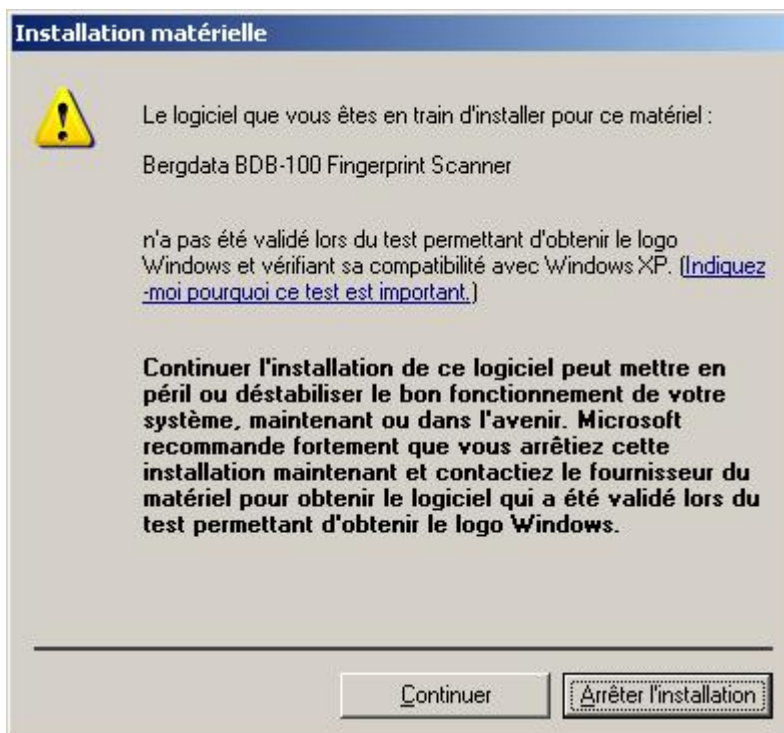 Installation matérielle
Le logiciel que vous êtes en train d'installer pour ce matériel :
Bergdata BDB-100 Fingerprint Scanner
n'a pas été validé lors du test permettant d'obtenir le logo
Windows et vérifiant sa compatibilité avec Windows XP. (Indiquez
-moi pourquoi ce test est important.)
Continuer l'installation de ce logiciel peut mettre en
péril ou déstabiliser le bon fonctionnement de votre
système, maintenant ou dans l'avenir. Microsoft
recommande fortement que vous arrêtiez cette
installation maintenant et contactiez le fournisseur du
matériel pour obtenir le logiciel qui a été validé lors du
test permettant d'obtenir le logo Windows.
Continuer
Arrêter l'installation